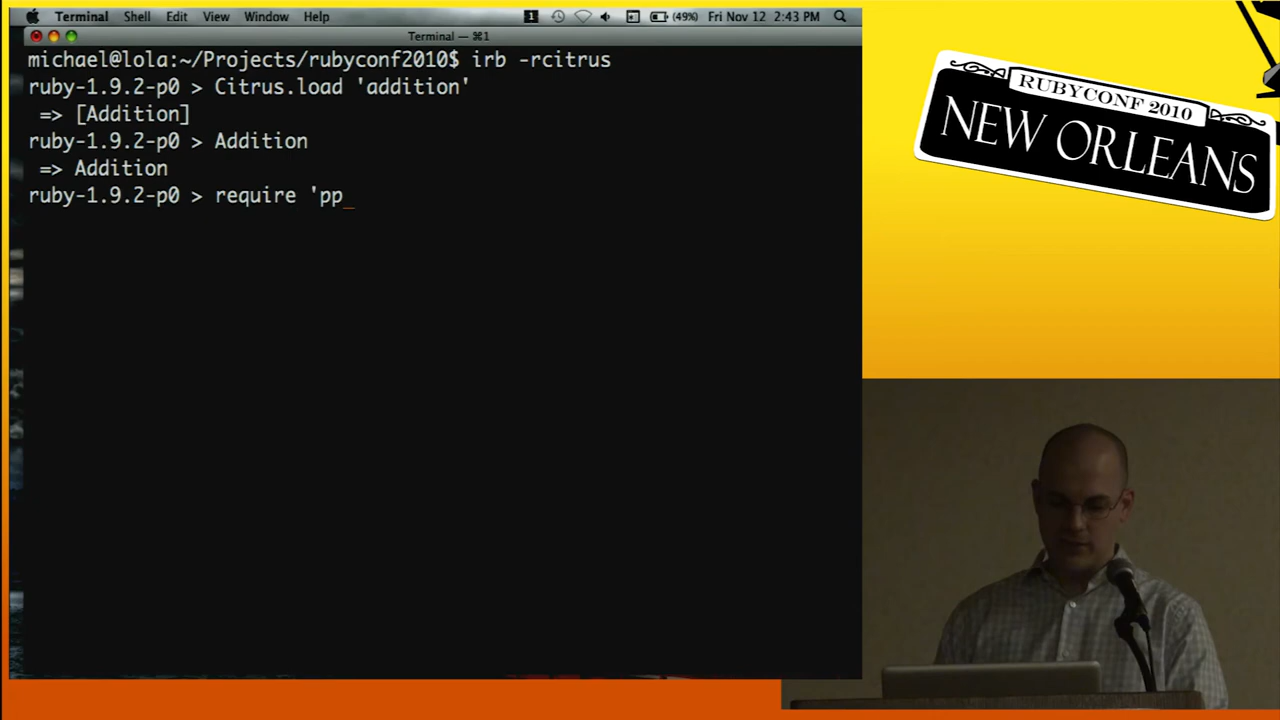 Terminal Shell Edit View Window Help 1 (49%) Fri Nov 12 2:43 PM
Terminal — ⌘1
michael@lola:~/Projects/rubyconf2010$ irb -rcitrus
ruby-1.9.2-p0 > Citrus.load 'addition'
=> [Addition]
ruby-1.9.2-p0 > Addition
=> Addition
ruby-1.9.2-p0 > require 'pp_
RUBYCONF 2010
NEW ORLEANS